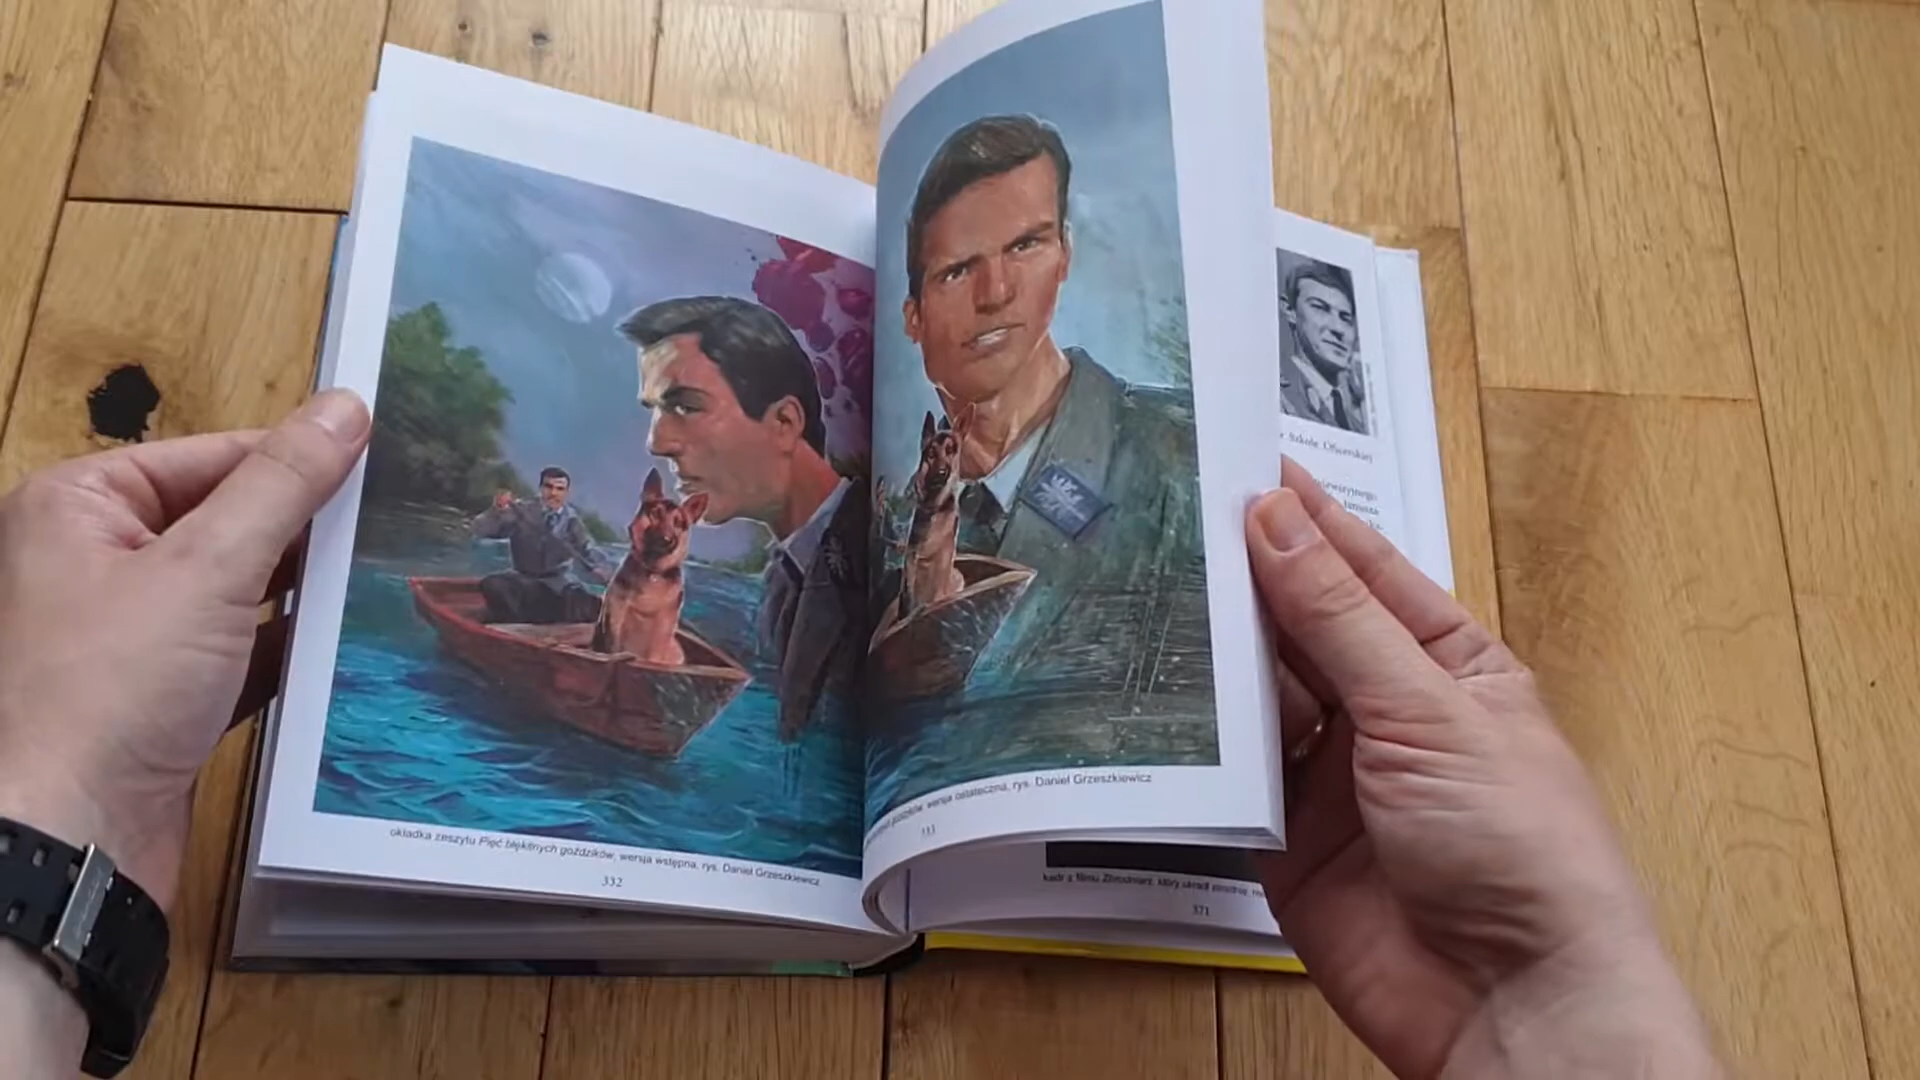 okładka zeszytu Pięć błękitnych goździków, wersja wstępna, rys. Daniel Grzeszkiewicz
332
goździków wersja ostateczna, rys. Daniel Grzeszkiewicz
333
w Szkole Oficerskiej
kadr z filmu Zbrodniarz, który ukradł zbrodnię,
371